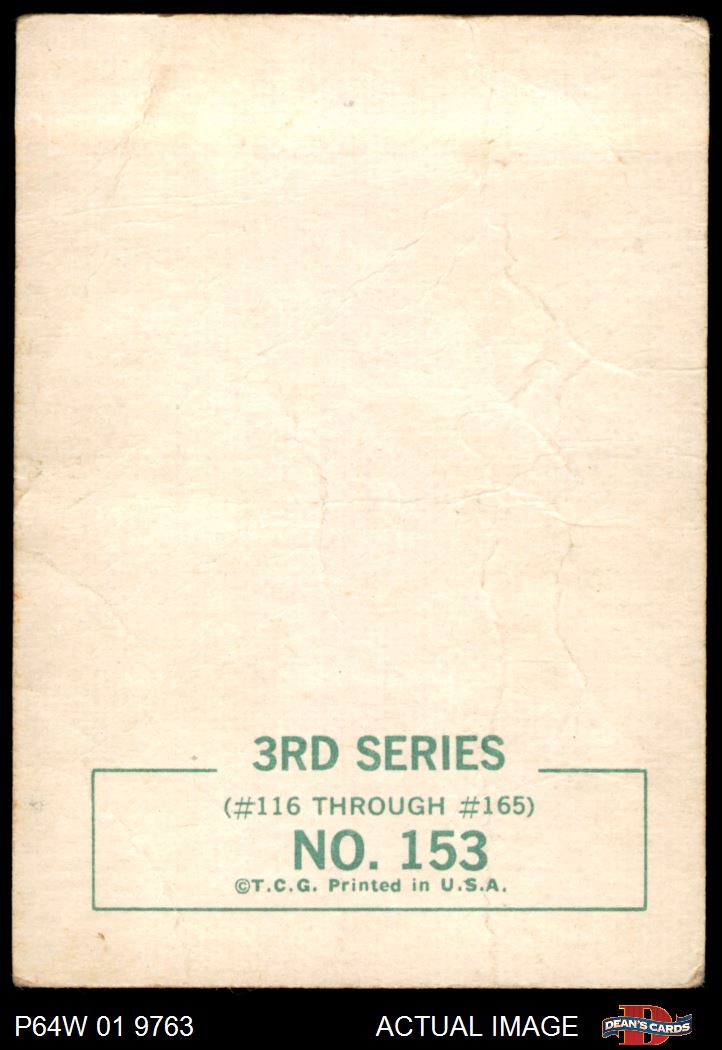 3RD SERIES
(#116 THROUGH #165)
NO. 153
©T.C.G. Printed in U.S.A.
P64W 01 9763
ACTUAL IMAGE
DEAN'S CARDS